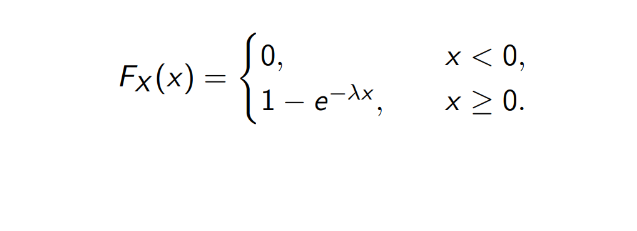 F_X(x) = { 0, x < 0,
1 − e^{−λx}, x ≥ 0.